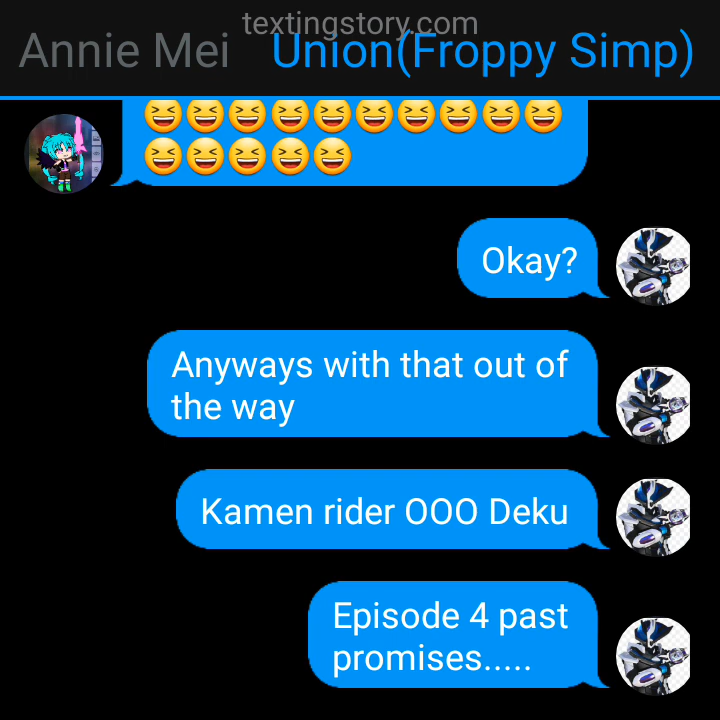 textingstory.com
Annie Mei Union(Froppy Simp)
Okay?
Anyways with that out of
the way
Kamen rider OOO Deku
Episode 4 past
promises.....